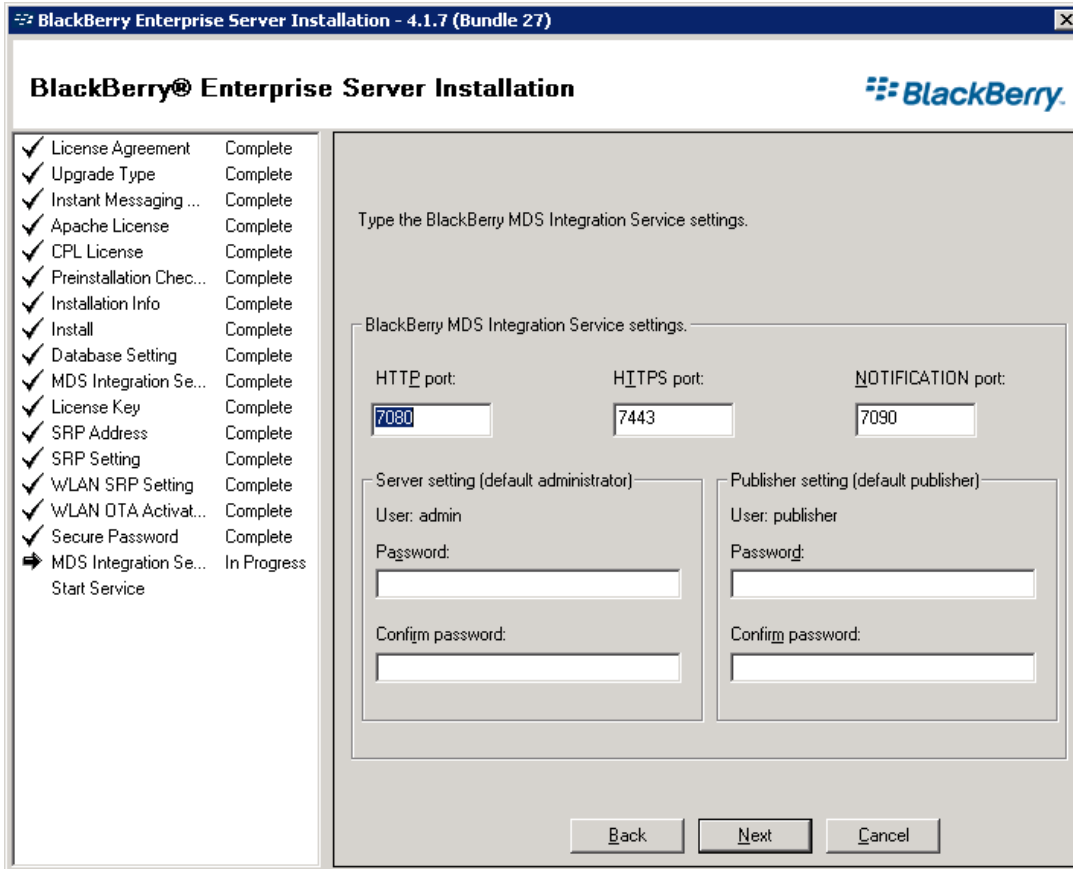 BlackBerry Enterprise Server Installation - 4.1.7 (Bundle 27)
BlackBerry® Enterprise Server Installation
BlackBerry.
License Agreement Complete
Upgrade Type Complete
Instant Messaging ... Complete
Apache License Complete
CPL License Complete
Preinstallation Chec... Complete
Installation Info Complete
Install Complete
Database Setting Complete
MDS Integration Se... Complete
License Key Complete
SRP Address Complete
SRP Setting Complete
WLAN SRP Setting Complete
WLAN OTA Activat... Complete
Secure Password Complete
MDS Integration Se... In Progress
Start Service
Type the BlackBerry MDS Integration Service settings.
BlackBerry MDS Integration Service settings.
HTTP port: HTTPS port: NOTIFICATION port:
7080 7443 7090
Server setting (default administrator)
User: admin
Password:
Confirm password:
Publisher setting (default publisher)
User: publisher
Password:
Confirm password:
Back Next Cancel